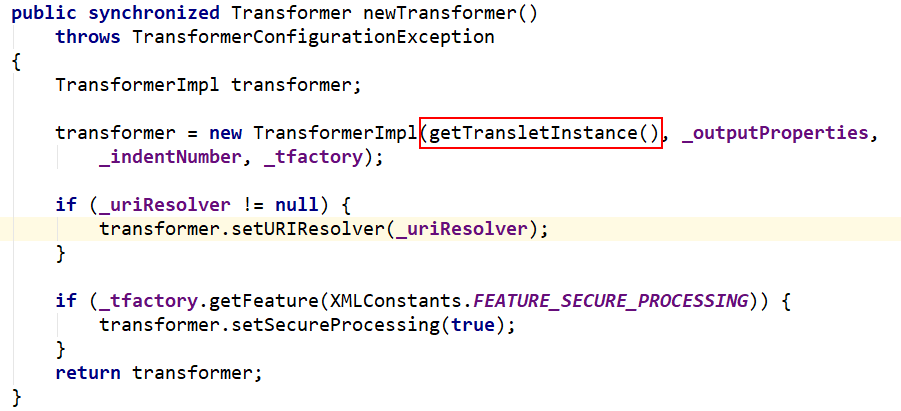 public synchronized Transformer newTransformer()
    throws TransformerConfigurationException
{
    TransformerImpl transformer;

    transformer = new TransformerImpl(getTransletInstance(), _outputProperties,
        _indentNumber, _tfactory);

    if (_uriResolver != null) {
        transformer.setURIResolver(_uriResolver);
    }

    if (_tfactory.getFeature(XMLConstants.FEATURE_SECURE_PROCESSING)) {
        transformer.setSecureProcessing(true);
    }
    return transformer;
}